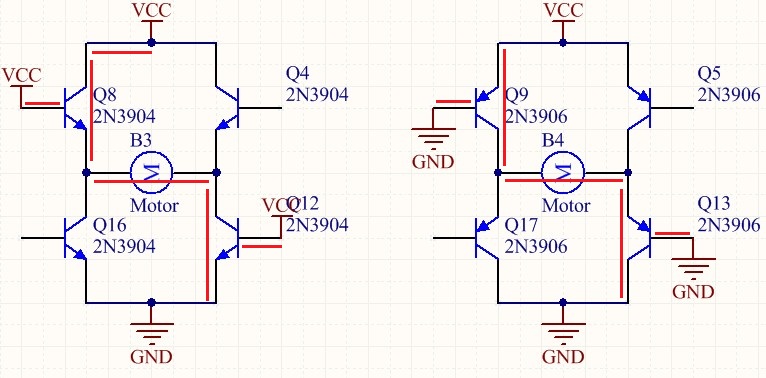 VCC
VCC
Q8
2N3904
Q4
2N3904
B3
M
Motor
Q16
2N3904
VCC
Q12
2N3904
GND
VCC
Q9
2N3906
GND
Q5
2N3906
B4
M
Motor
Q17
2N3906
Q13
2N3906
GND
GND